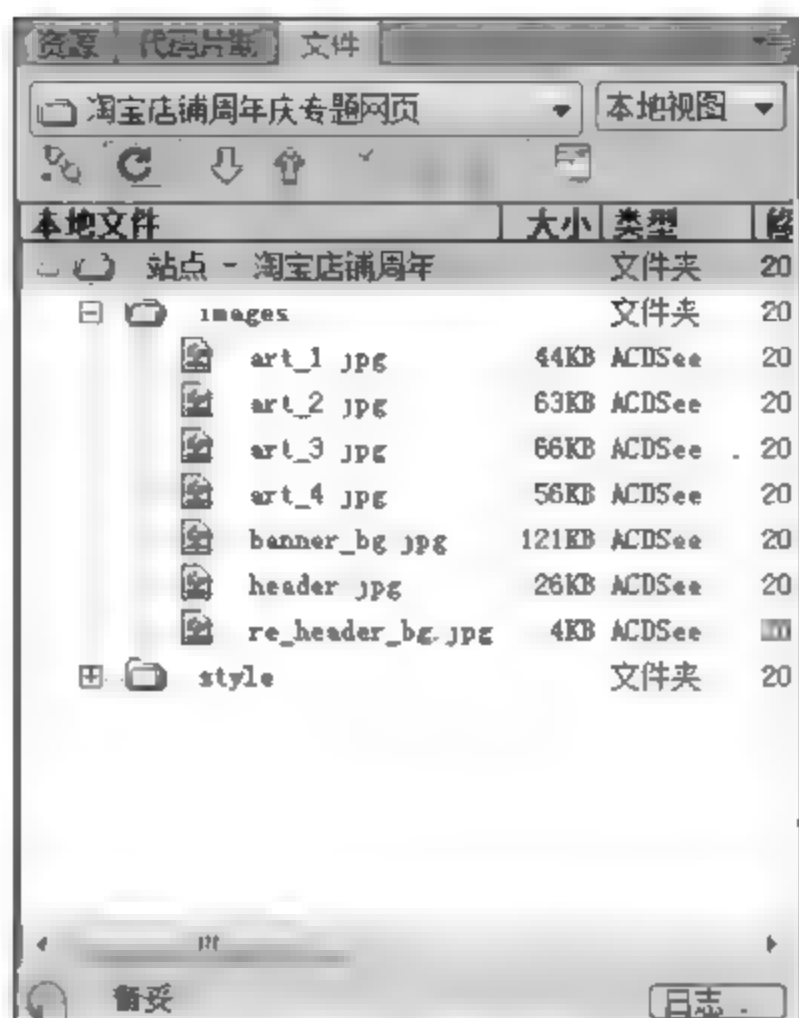 资源 代码片断 文件
淘宝店铺周年庆专题网页 本地视图
本地文件 大小 类型 修
站点 - 淘宝店铺周年 文件夹 20
images 文件夹 20
art_1.jpg 44KB ACDSee 20
art_2.jpg 63KB ACDSee 20
art_3.jpg 66KB ACDSee . 20
art_4.jpg 56KB ACDSee 20
banner_bg.jpg 121KB ACDSee 20
header.jpg 26KB ACDSee 20
re_header_bg.jpg 4KB ACDSee
style 文件夹 20
日志...